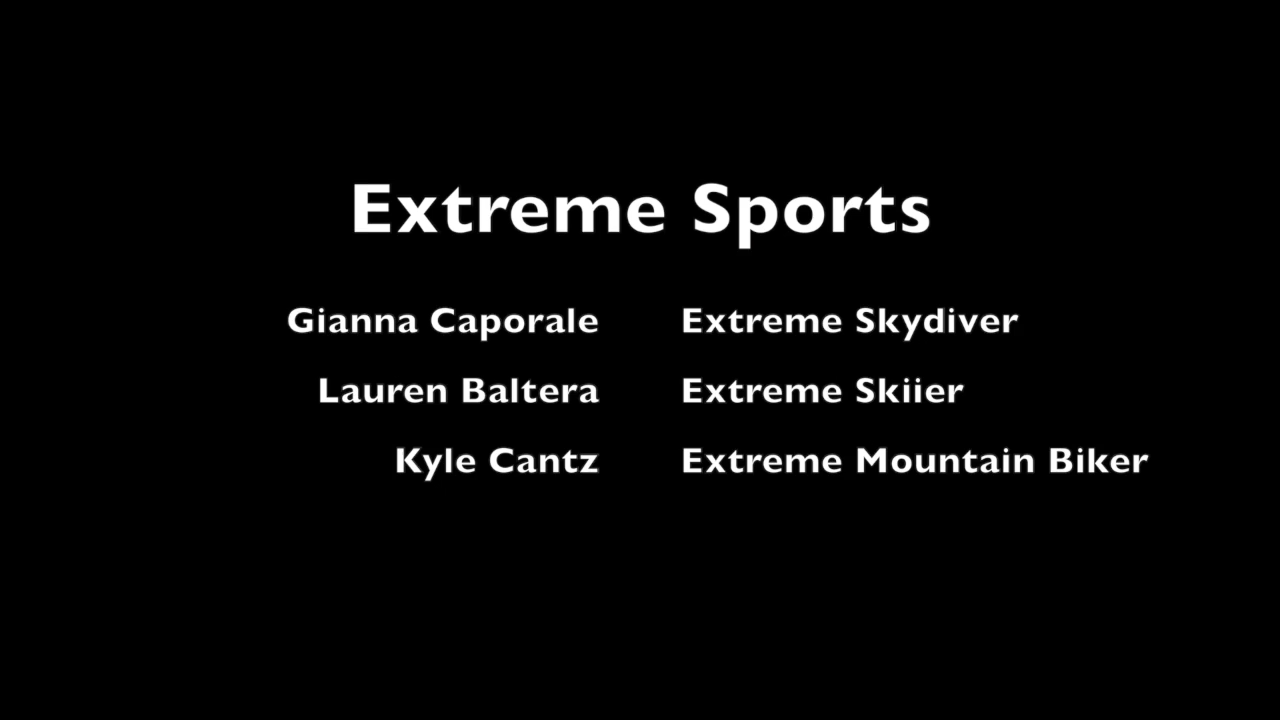 Extreme Sports
Gianna Caporale Extreme Skydiver
Lauren Baltera Extreme Skiier
Kyle Cantz Extreme Mountain Biker